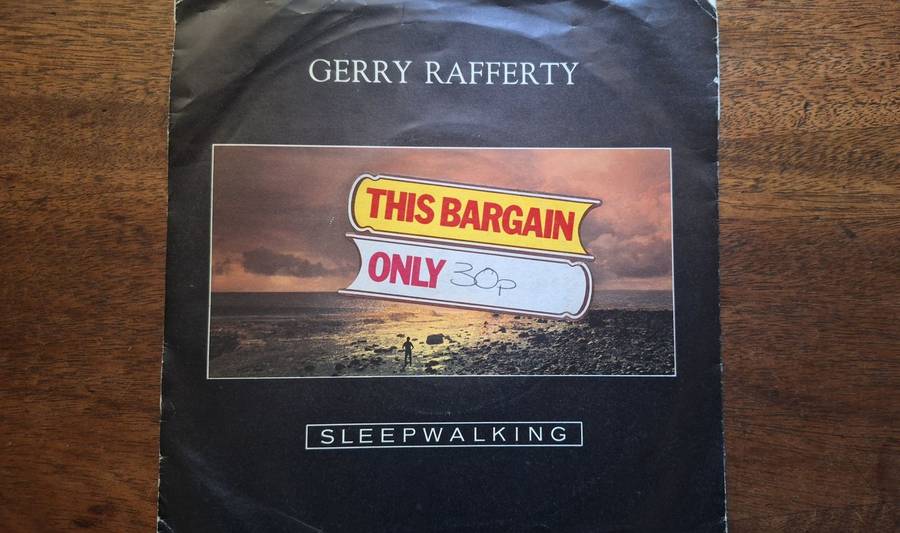 GERRY RAFFERTY
THIS BARGAIN
ONLY 30p
SLEEPWALKING